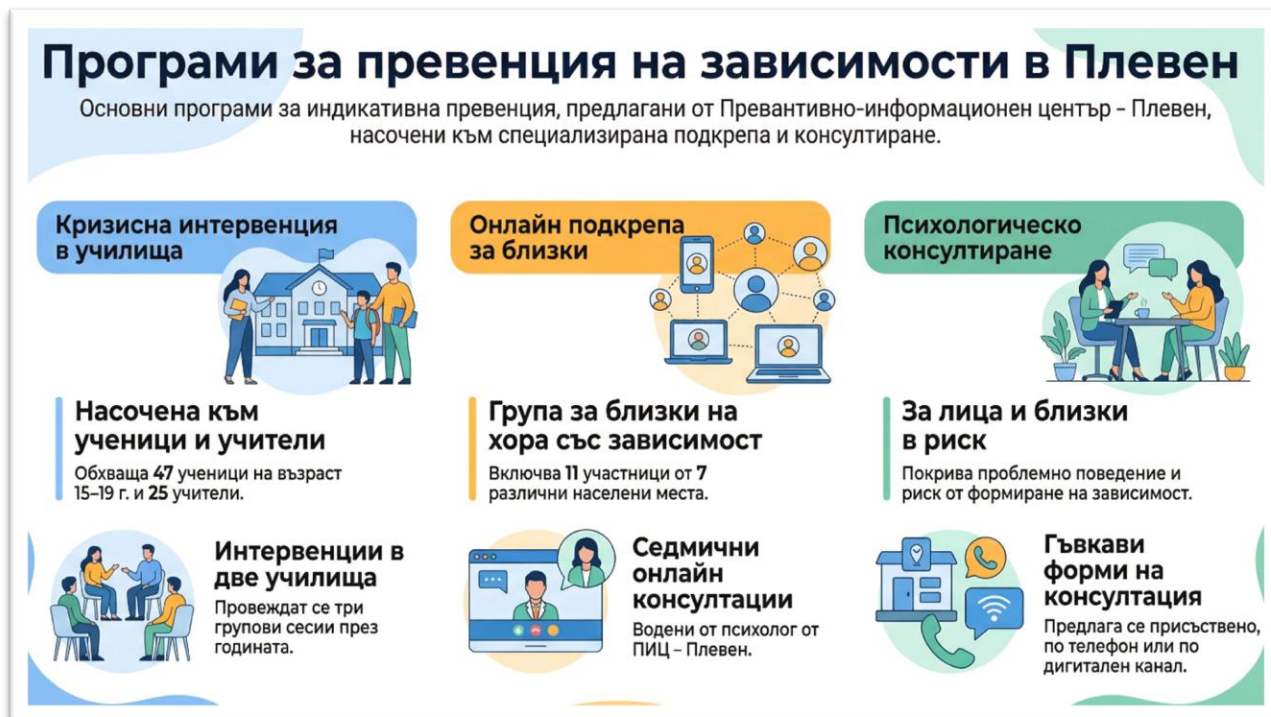 Програми за превенция на зависимости в Плевен
Основни програми за индикативна превенция, предлагани от Превантивно-информационен център – Плевен,
насочени към специализирана подкрепа и консултиране.
Кризисна интервенция
в училища
Насочена към
ученици и учители
Обхваща 47 ученици на възраст
15–19 г. и 25 учители.
Интервенции в
две училища
Провеждат се три
групови сесии през
годината.
Онлайн подкрепа
за близки
Група за близки на
хора със зависимост
Включва 11 участници от 7
различни населени места.
Седмични
онлайн
консултации
Водени от психолог от
ПИЦ – Плевен.
Психологическо
консултиране
За лица и близки
в риск
Покрива проблемно поведение и
риск от формиране на зависимост.
Гъвкави
форми на
консултация
Предлага се присъствено,
по телефон или по
дигитален канал.